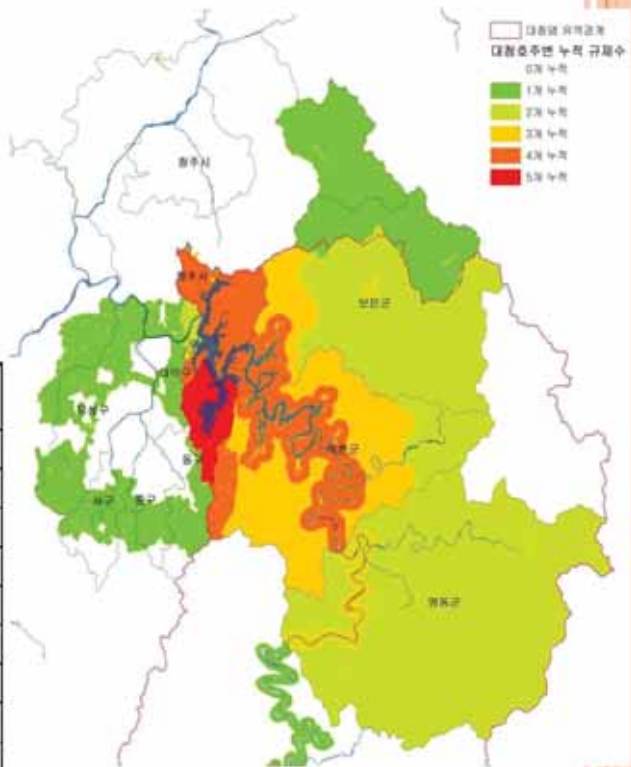 대청댐 유역경계
대청호주변 누적 규제수
0개 누적
1개 누적
2개 누적
3개 누적
4개 누적
5개 누적
청주시
청주시
보은군
대덕구
유성구
동구
서구
중구
옥천군
영동군